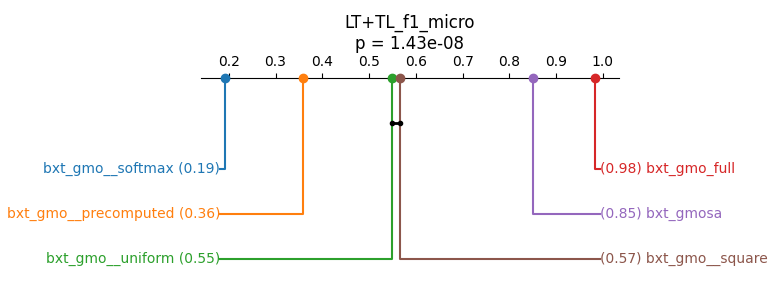 LT+TL_f1_micro
p = 1.43e-08
0.2 0.3 0.4 0.5 0.6 0.7 0.8 0.9 1.0
bxt_gmo__softmax (0.19) (0.98) bxt_gmo_full
bxt_gmo__precomputed (0.36) (0.85) bxt_gmosa
bxt_gmo__uniform (0.55) (0.57) bxt_gmo__square